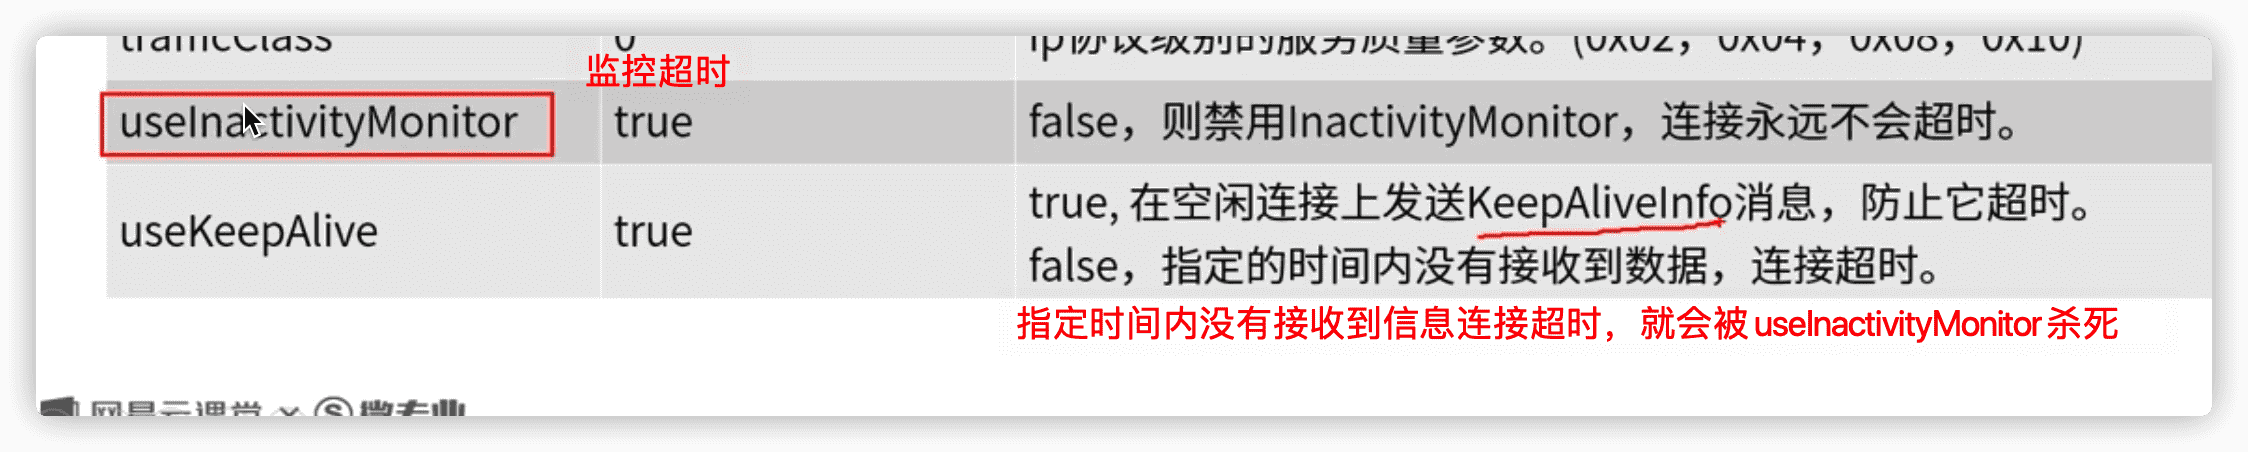 trafficClass 0 ip协议级别的服务质量参数。(0x02，0x04，0x08，0x10)
监控超时
useInactivityMonitor true false，则禁用InactivityMonitor，连接永远不会超时。
useKeepAlive true true, 在空闲连接上发送KeepAliveInfo消息，防止它超时。
false，指定的时间内没有接收到数据，连接超时。
指定时间内没有接收到信息连接超时，就会被useInactivityMonitor杀死
网易云课堂 × 微专业